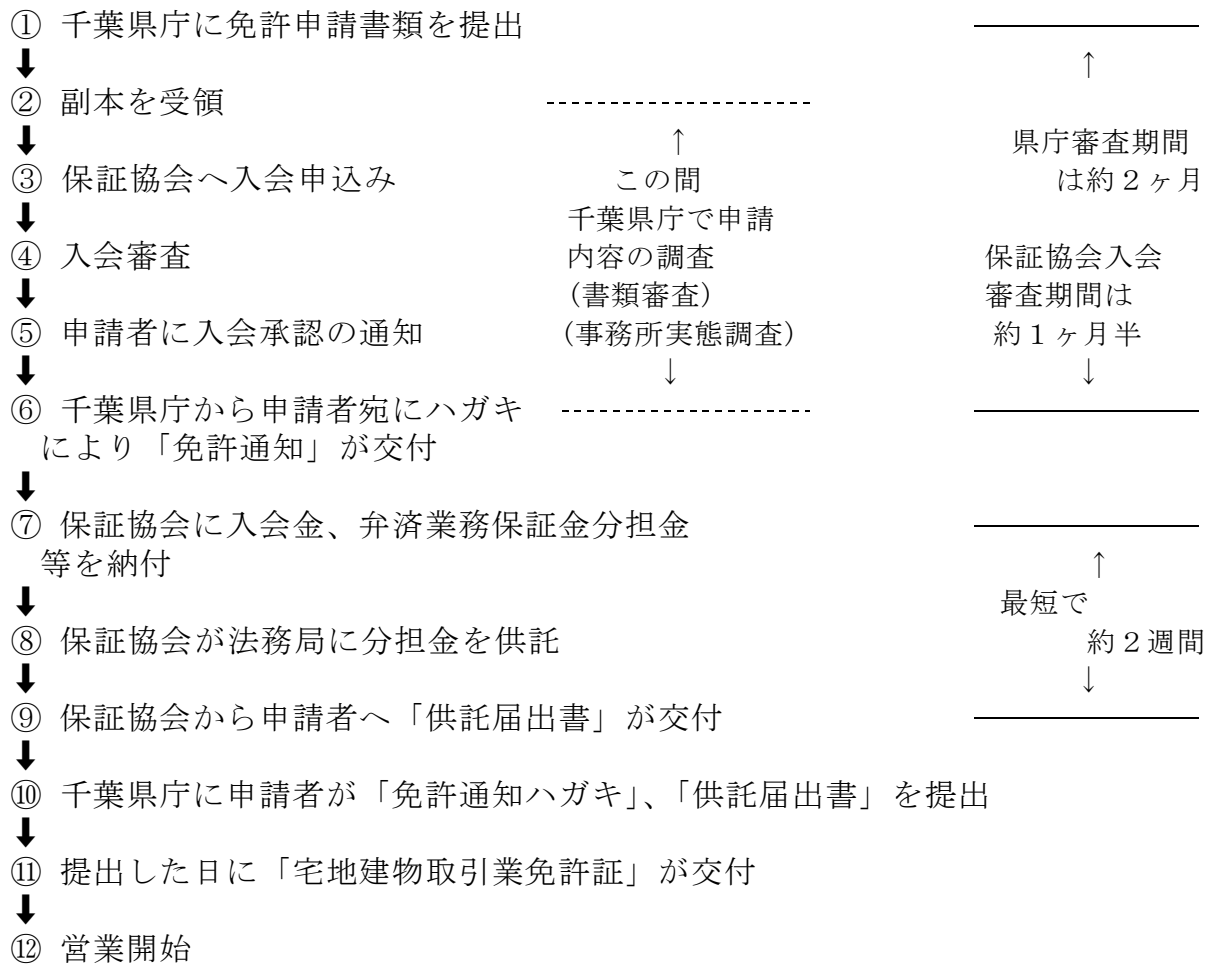 ① 千葉県庁に免許申請書類を提出
⬇ ↑
② 副本を受領
⬇ ↑ 県庁審査期間
③ 保証協会へ入会申込み この間 は約２ヶ月
⬇ 千葉県庁で申請
④ 入会審査 内容の調査 保証協会入会
⬇ (書類審査) 審査期間は
⑤ 申請者に入会承認の通知 (事務所実態調査) 約１ヶ月半
⬇ ↓ ↓
⑥ 千葉県庁から申請者宛にハガキ
により「免許通知」が交付
⬇
⑦ 保証協会に入会金、弁済業務保証金分担金
等を納付 ↑
⬇ 最短で
⑧ 保証協会が法務局に分担金を供託 約２週間
⬇ ↓
⑨ 保証協会から申請者へ「供託届出書」が交付
⬇
⑩ 千葉県庁に申請者が「免許通知ハガキ」、「供託届出書」を提出
⬇
⑪ 提出した日に「宅地建物取引業免許証」が交付
⬇
⑫ 営業開始